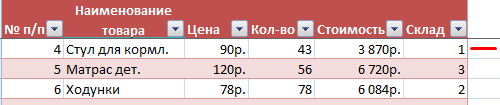 № п/п Наименование товара Цена Кол-во Стоимость Склад
4 Стул для кормл. 90р. 43 3 870р. 1
5 Матрас дет. 120р. 56 6 720р. 3
6 Ходунки 78р. 78 6 084р. 2